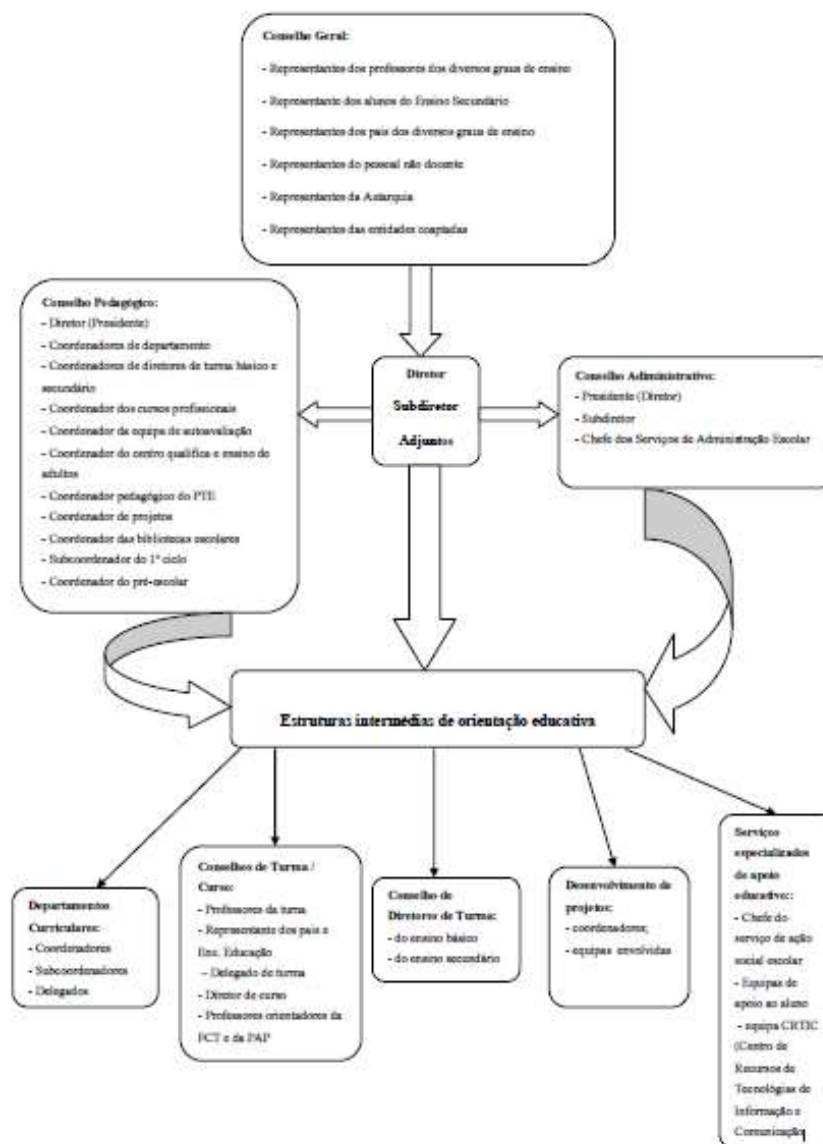 Conselho Geral:
- Representantes dos professores dos diversos graus de ensino
- Representante dos alunos do Ensino Secundário
- Representantes dos pais dos diversos graus de ensino
- Representantes do pessoal não docente
- Representantes da Autarquia
- Representantes das entidades coaptadas
Conselho Pedagógico:
- Diretor (Presidente)
- Coordenadores de departamento
- Coordenadores de diretores de turma básico e
secundário
- Coordenador dos cursos profissionais
- Coordenador da equipa de autoavaliação
- Coordenador do centro qualifica e ensino de
adultos
- Coordenador pedagógico do PTE
- Coordenador de projetos
- Coordenador das bibliotecas escolares
- Subcoordenador do 1º ciclo
- Coordenador do pré-escolar
Diretor
Subdiretor
Adjuntos
Conselho Adiministrativo:
- Presidente (Diretor)
- Subdiretor
- Chefe dos Serviços de Administração Escolar
Estruturas intermédias de orientação educativa
Departamentos
Curriculares:
- Coordenadores
- Subcoordenadores
- Delegados
Conselhos de Turma /
Curso:
- Professores da turma
- Representante dos pais e
Enc. Educação
- Delegado de turma
- Diretor de curso
- Professores orientadores da
FCT e da PAP
Conselho de
Diretores de Turma:
- do ensino básico
- do ensino secundário
Desenvolvimento de
projetos:
- coordenadores;
- equipas envolvidas
Serviços
especializados
de apoio
educativo::
- Chefe do
serviço de ação
social escolar
- Equipas de
apoio ao aluno
- equipa CRTIC
(Centro de
Recursos de
Tecnológias de
Informação e
Comunicação